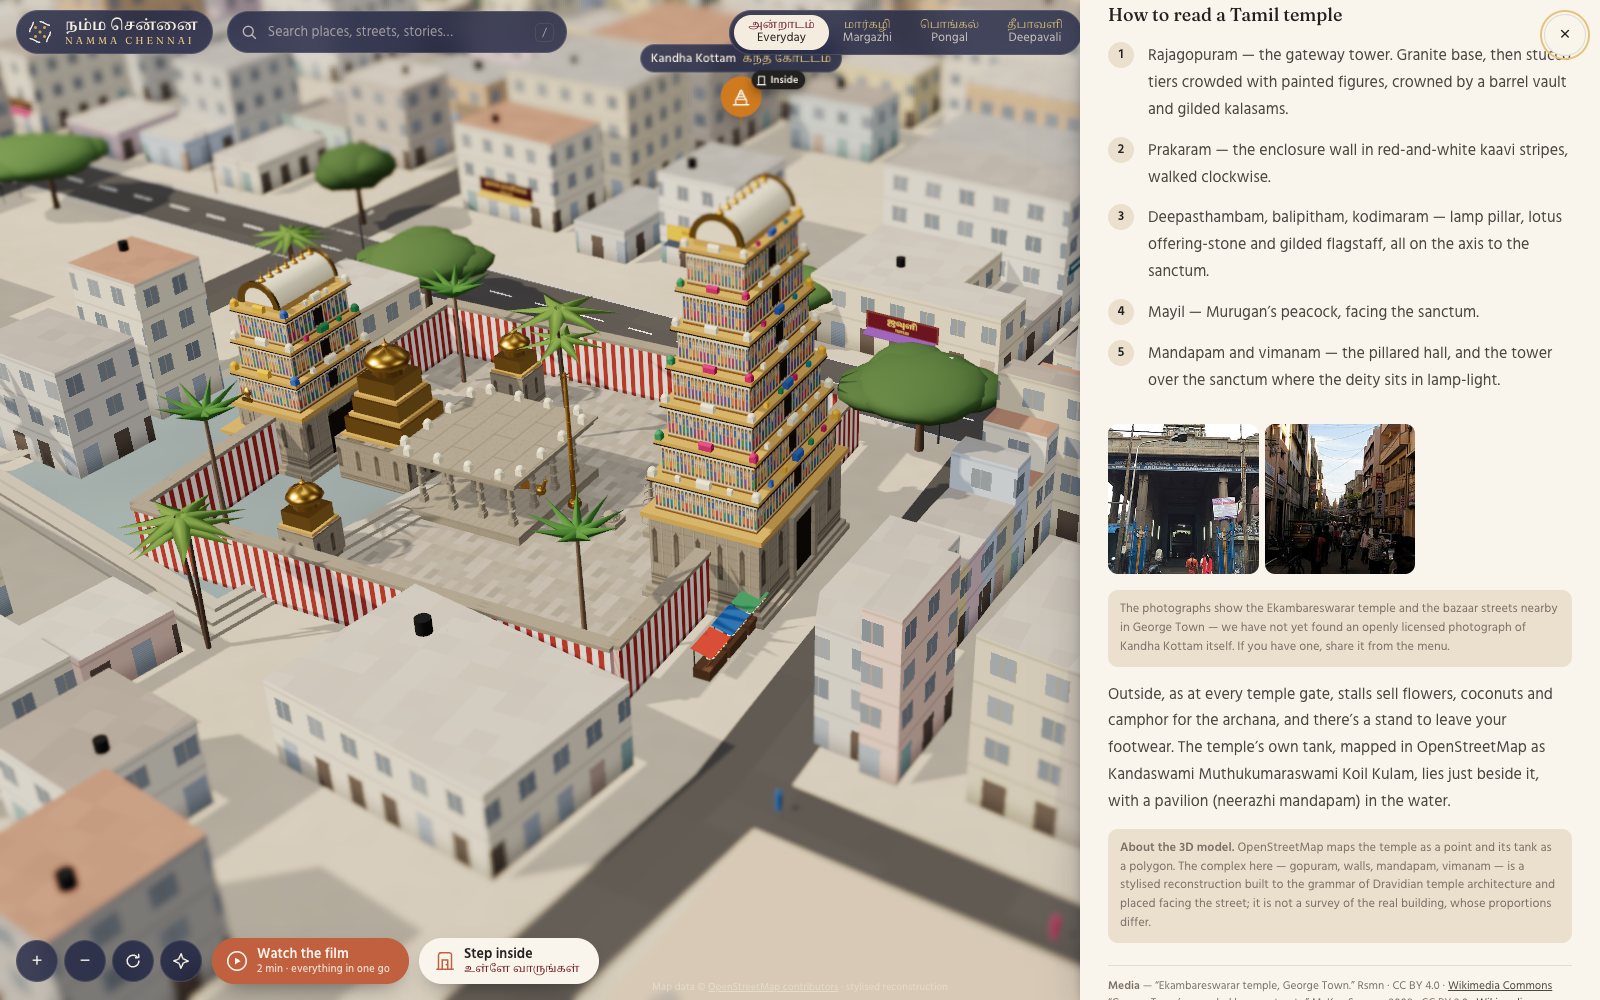 நம்ம சென்னை
NAMMA CHENNAI
Search places, streets, stories...
/
அன்றாடம்
Everyday
மார்கழி
Margazhi
பொங்கல்
Pongal
தீபாவளி
Deepavali
Kandha Kottam கந்த கோட்டம்
Inside
ஜவுளி
Watch the film
2 min · everything in one go
Step inside
உள்ளே வாருங்கள்
Map data © OpenStreetMap contributors · stylised reconstruction
How to read a Tamil temple
1 Rajagopuram — the gateway tower. Granite base, then stucco
tiers crowded with painted figures, crowned by a barrel vault
and gilded kalasams.
2 Prakaram — the enclosure wall in red-and-white kaavi stripes,
walked clockwise.
3 Deepasthambam, balipitham, kodimaram — lamp pillar, lotus
offering-stone and gilded flagstaff, all on the axis to the
sanctum.
4 Mayil — Murugan’s peacock, facing the sanctum.
5 Mandapam and vimanam — the pillared hall, and the tower
over the sanctum where the deity sits in lamp-light.
The photographs show the Ekambareswarar temple and the bazaar streets nearby
in George Town — we have not yet found an openly licensed photograph of
Kandha Kottam itself. If you have one, share it from the menu.
Outside, as at every temple gate, stalls sell flowers, coconuts and
camphor for the archana, and there’s a stand to leave your
footwear. The temple’s own tank, mapped in OpenStreetMap as
Kandaswami Muthukumaraswami Koil Kulam, lies just beside it,
with a pavilion (neerazhi mandapam) in the water.
About the 3D model. OpenStreetMap maps the temple as a point and its tank as
a polygon. The complex here — gopuram, walls, mandapam, vimanam — is a
stylised reconstruction built to the grammar of Dravidian temple architecture and
placed facing the street; it is not a survey of the real building, whose proportions
differ.
Media — “Ekambareswar temple, George Town.” Rsmn · CC BY 4.0 · Wikimedia Commons